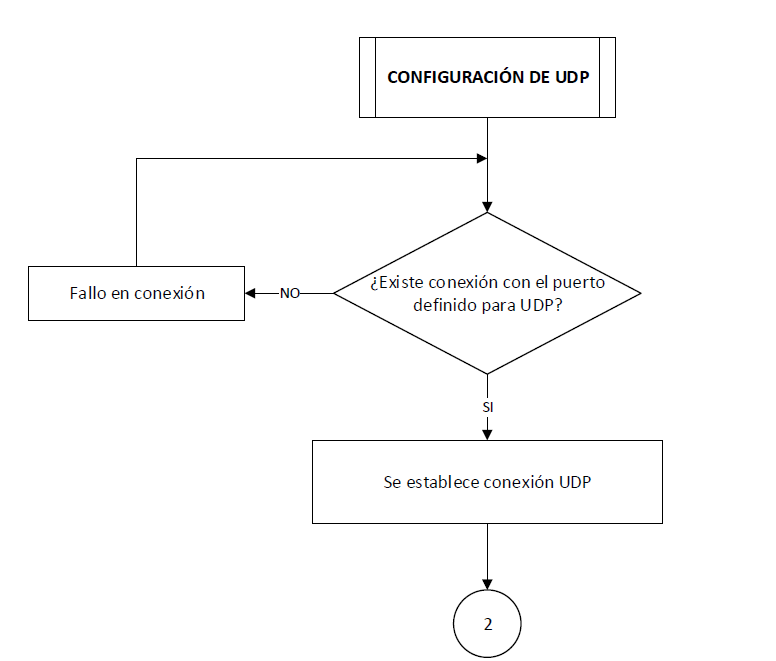 CONFIGURACIÓN DE UDP
¿Existe conexión con el puerto
definido para UDP?
NO
Fallo en conexión
SI
Se establece conexión UDP
2